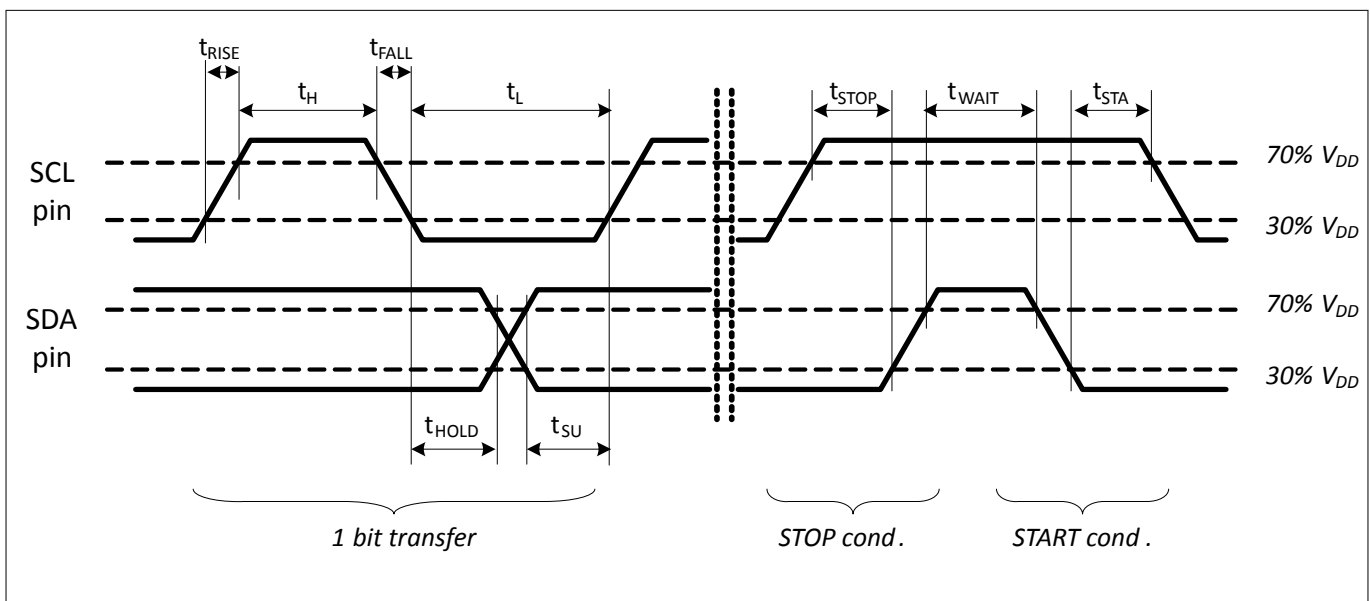 tRISE
tFALL
tH
tL
tSTOP
tWAIT
tSTA
SCL
pin
70% VDD
30% VDD
SDA
pin
70% VDD
30% VDD
tHOLD
tSU
1 bit transfer
STOP cond .
START cond .